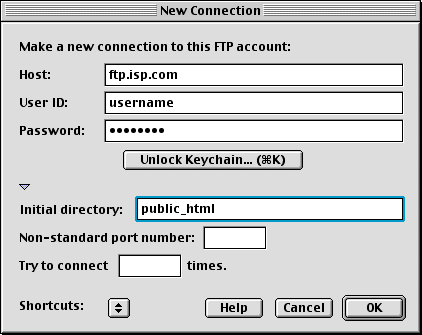 New Connection
Make a new connection to this FTP account:
Host: ftp.isp.com
User ID: username
Password: ••••••••
Unlock Keychain... (⌘K)
Initial directory: public_html
Non-standard port number:
Try to connect times.
Shortcuts: Help Cancel OK